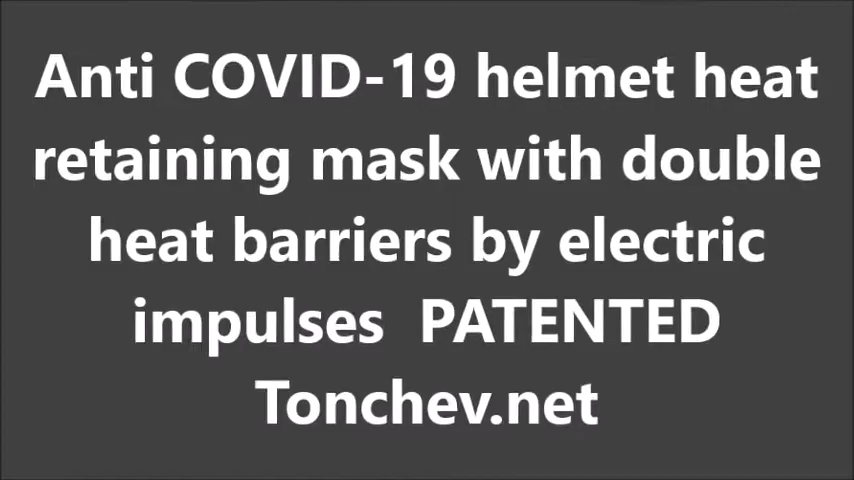 Anti COVID-19 helmet heat
retaining mask with double
heat barriers by electric
impulses  PATENTED
Tonchev.net